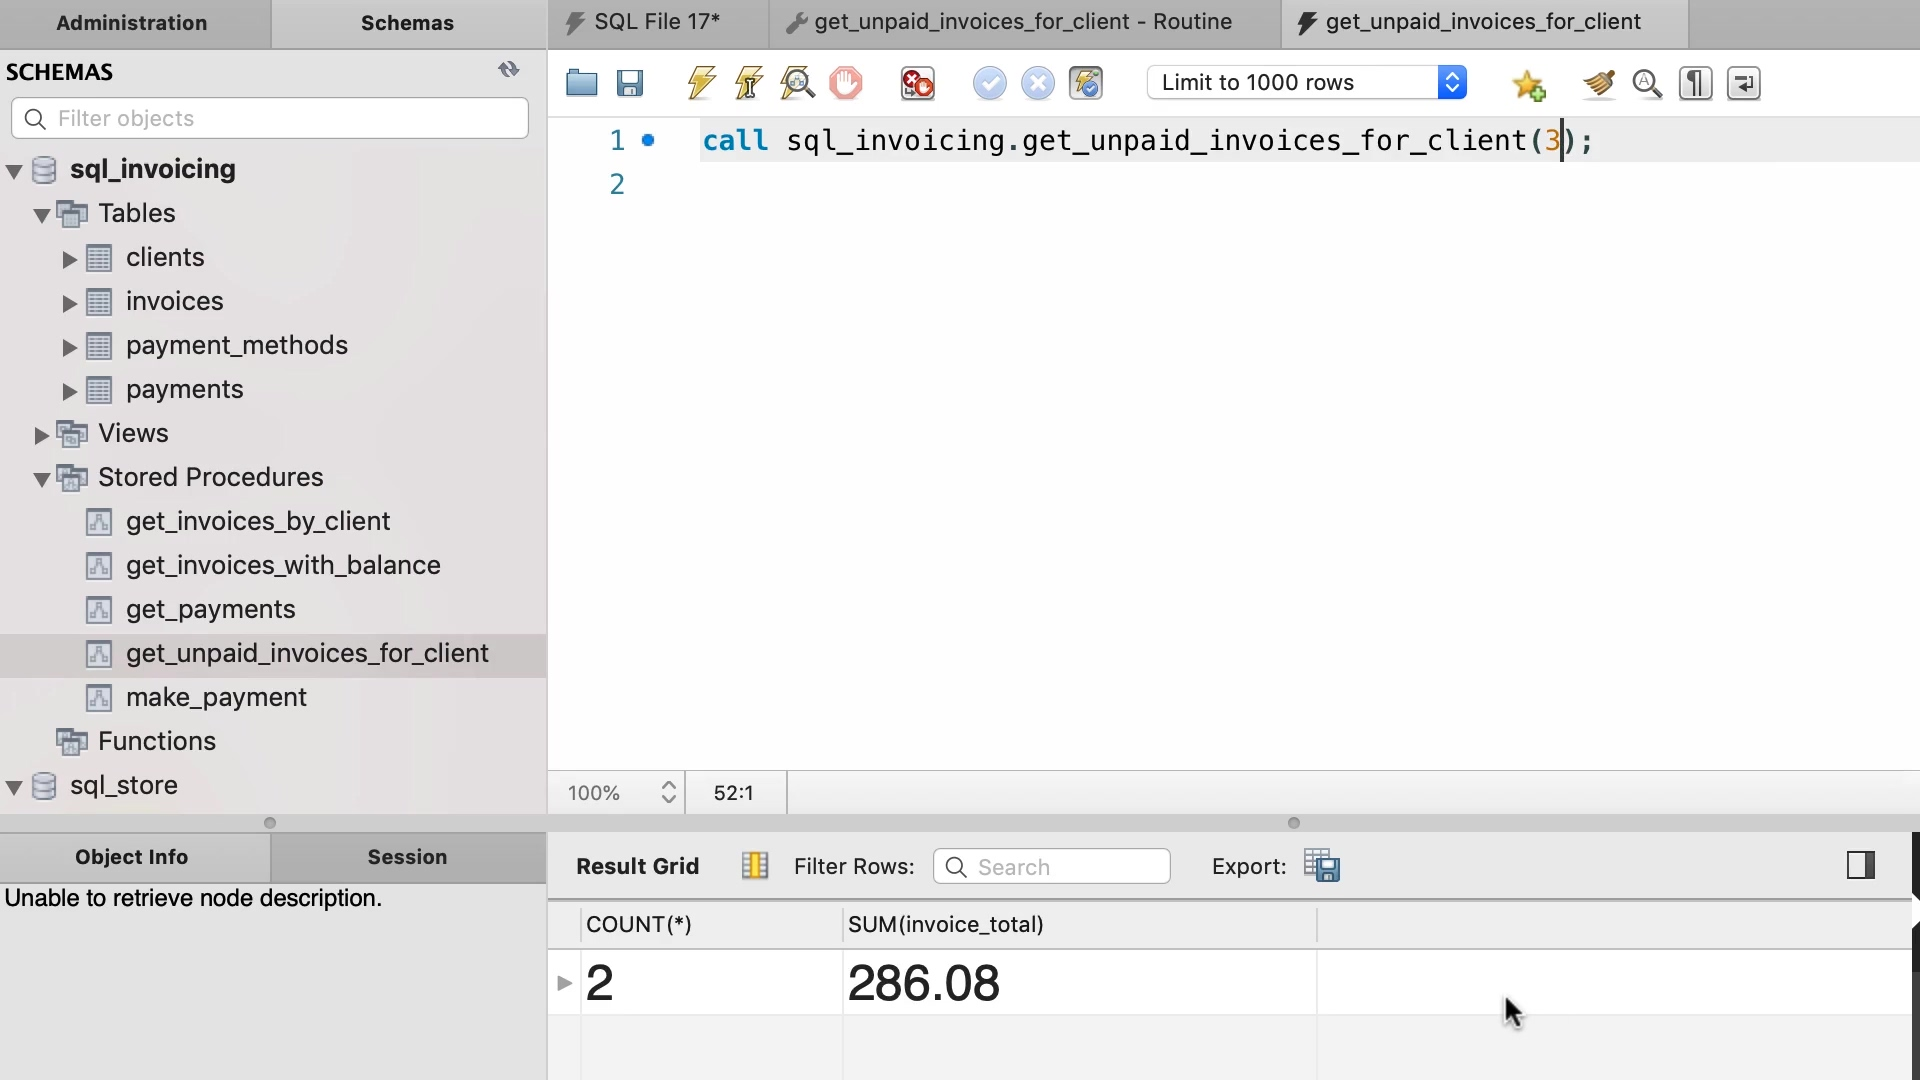 Administration
Schemas
SCHEMAS
Filter objects
sql_invoicing
Tables
clients
invoices
payment_methods
payments
Views
Stored Procedures
get_invoices_by_client
get_invoices_with_balance
get_payments
get_unpaid_invoices_for_client
make_payment
Functions
sql_store
Object Info
Session
Unable to retrieve node description.
SQL File 17*
get_unpaid_invoices_for_client - Routine
get_unpaid_invoices_for_client
Limit to 1000 rows
1 call sql_invoicing.get_unpaid_invoices_for_client(3);
2
100%
52:1
Result Grid
Filter Rows:
Search
Export:
COUNT(*) SUM(invoice_total)
2 286.08